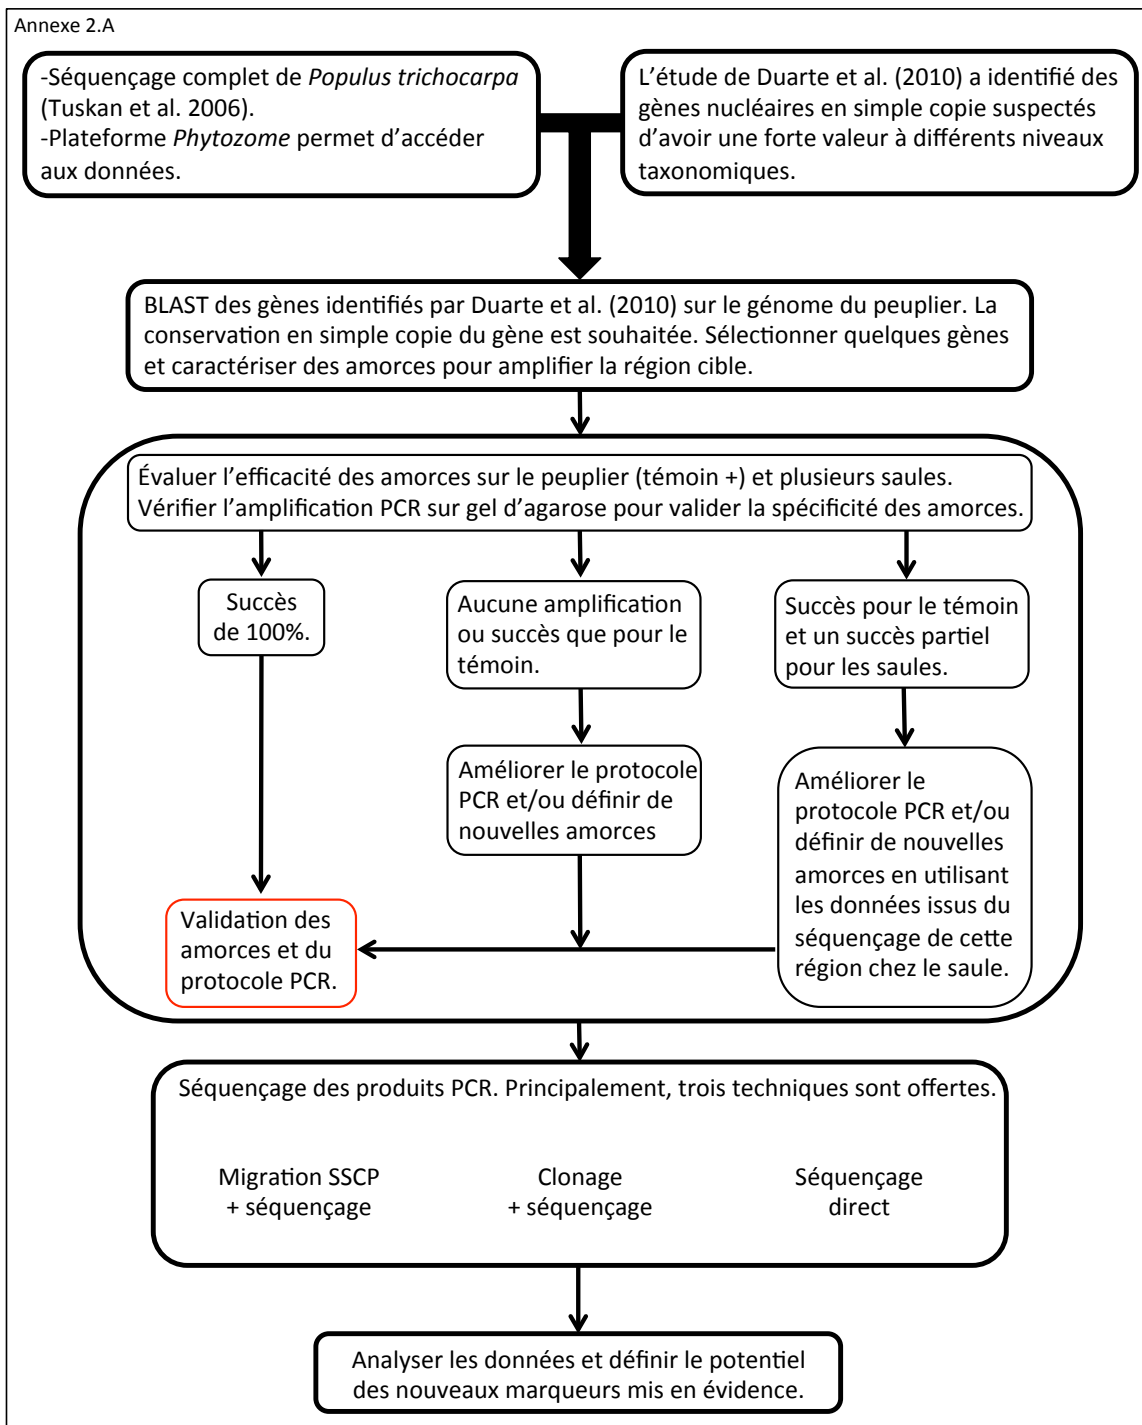 Annexe 2.A
-Séquençage complet de Populus trichocarpa
(Tuskan et al. 2006).
-Plateforme Phytozome permet d'accéder
aux données.
L'étude de Duarte et al. (2010) a identifié des
gènes nucléaires en simple copie suspectés
d'avoir une forte valeur à différents niveaux
taxonomiques.
BLAST des gènes identifiés par Duarte et al. (2010) sur le génome du peuplier. La
conservation en simple copie du gène est souhaitée. Sélectionner quelques gènes
et caractériser des amorces pour amplifier la région cible.
Évaluer l'efficacité des amorces sur le peuplier (témoin +) et plusieurs saules.
Vérifier l'amplification PCR sur gel d'agarose pour valider la spécificité des amorces.
Succès
de 100%.
Aucune amplification
ou succès que pour le
témoin.
Succès pour le témoin
et un succès partiel
pour les saules.
Améliorer le protocole
PCR et/ou définir de
nouvelles amorces
Améliorer le
protocole PCR et/ou
définir de nouvelles
amorces en utilisant
les données issus du
séquençage de cette
région chez le saule.
Validation des
amorces et du
protocole PCR.
Séquençage des produits PCR. Principalement, trois techniques sont offertes.
Migration SSCP
+ séquençage
Clonage
+ séquençage
Séquençage
direct
Analyser les données et définir le potentiel
des nouveaux marqueurs mis en évidence.